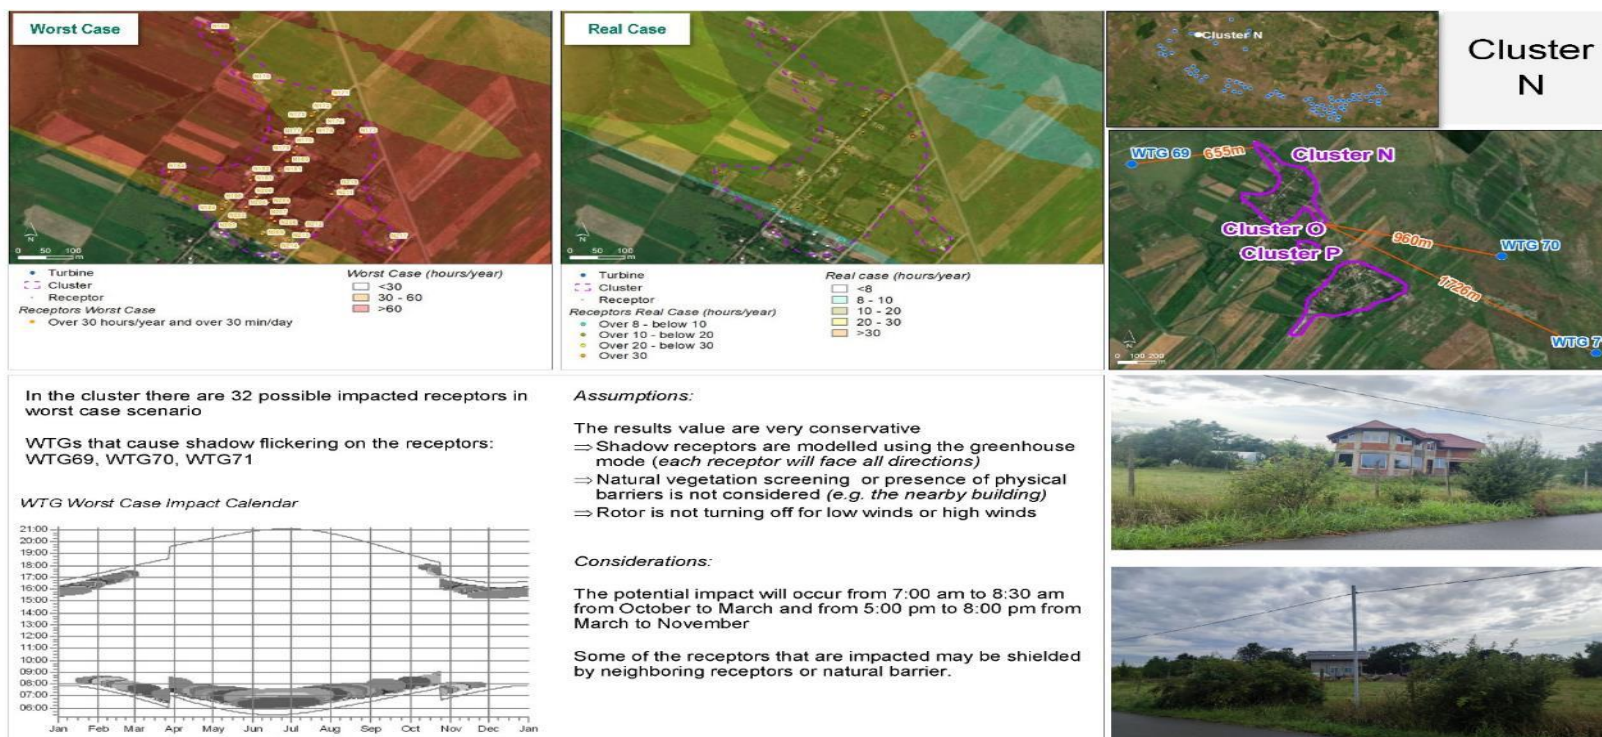 Worst Case
Real Case
Cluster N
Cluster
N
WTG 69
655m
Cluster N
Cluster O
Cluster P
960m
WTG 70
1726m
WTG 7
0 100 200
m
N
0 50 100
m
N
0 50 100
m
N
Turbine
Cluster
Receptor
Receptors Worst Case
Over 30 hours/year and over 30 min/day
Worst Case (hours/year)
<30
30 - 60
>60
Turbine
Cluster
Receptor
Receptors Real Case (hours/year)
Over 8 - below 10
Over 10 - below 20
Over 20 - below 30
Over 30
Real case (hours/year)
<8
8 - 10
10 - 20
20 - 30
>30
In the cluster there are 32 possible impacted receptors in
worst case scenario
WTGs that cause shadow flickering on the receptors:
WTG69, WTG70, WTG71
WTG Worst Case Impact Calendar
21:00
20:00
19:00
18:00
17:00
16:00
15:00
14:00
13:00
12:00
11:00
10:00
09:00
08:00
07:00
06:00
Jan Feb Mar Apr May Jun Jul Aug Sep Oct Nov Dec Jan
Assumptions:
The results value are very conservative
⇒ Shadow receptors are modelled using the greenhouse
mode (each receptor will face all directions)
⇒ Natural vegetation screening or presence of physical
barriers is not considered (e.g. the nearby building)
⇒ Rotor is not turning off for low winds or high winds
Considerations:
The potential impact will occur from 7:00 am to 8:30 am
from October to March and from 5:00 pm to 8:00 pm from
March to November
Some of the receptors that are impacted may be shielded
by neighboring receptors or natural barrier.